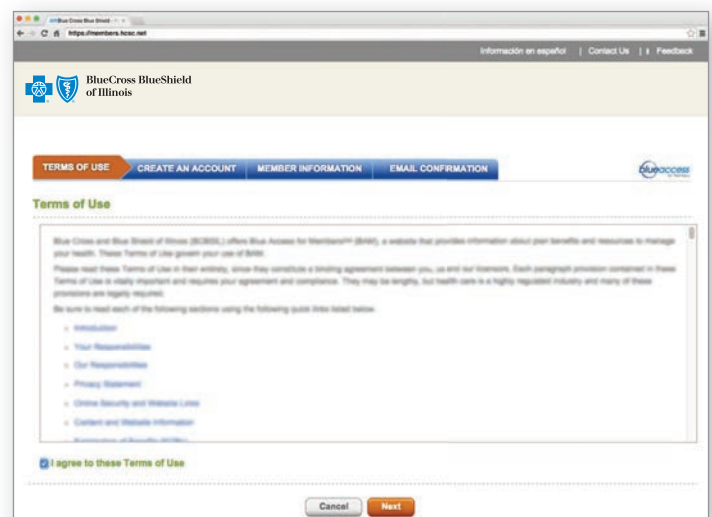 Blue Cross Blue Shield
https://members.hcsc.net
Información en español | Contact Us | Feedback
BlueCross BlueShield
of Illinois
TERMS OF USE CREATE AN ACCOUNT MEMBER INFORMATION EMAIL CONFIRMATION
blueaccess
Terms of Use
Blue Cross and Blue Shield of Illinois (BCBSIL) offers Blue Access for Members℠ (BAM), a website that provides information about plan benefits and resources to manage
your health. These Terms of Use govern your use of BAM.
Please read these Terms of Use in their entirety, since they constitute a binding agreement between you, us and our licensors. Each paragraph provision contained in these
Terms of Use is vitally important and requires your agreement and compliance. They may be lengthy, but health care is a highly regulated industry and many of these
provisions are legally required.
Be sure to read each of the following sections using the following quick links listed below.
Introduction
Your Responsibilities
Our Responsibilities
Privacy Statement
Online Security and Website Links
Content and Website Information
I agree to these Terms of Use
Cancel Next